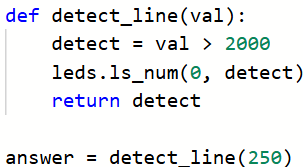 def detect_line(val):
    detect = val > 2000
    leds.ls_num(0, detect)
    return detect

answer = detect_line(250)